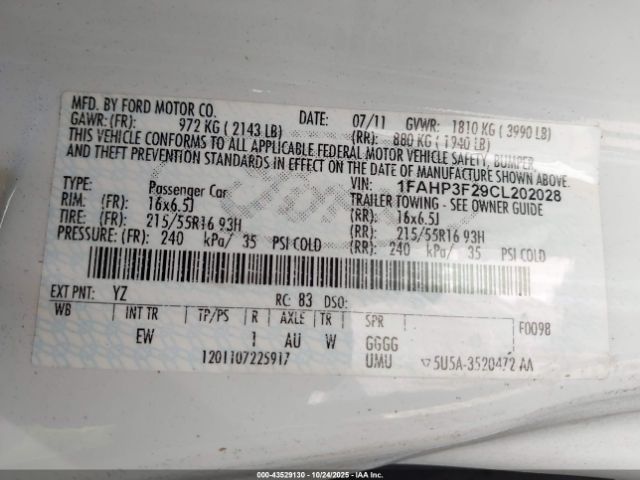 MFD. BY FORD MOTOR CO. DATE: 07/11 GVWR: 1810 KG ( 3990 LB)
GAWR: (FR): 972 KG ( 2143 LB) (RR): 880 KG ( 1940 LB)
THIS VEHICLE CONFORMS TO ALL APPLICABLE FEDERAL MOTOR VEHICLE SAFETY, BUMPER,
AND THEFT PREVENTION STANDARDS IN EFFECT ON THE DATE OF MANUFACTURE SHOWN ABOVE.
VIN: 1FAHP3F29CL202028
TYPE: Passenger Car TRAILER TOWING - SEE OWNER GUIDE
RIM: (FR): 16x6.5J (RR): 16x6.5J
TIRE: (FR): 215/55R16 93H (RR): 215/55R16 93H
PRESSURE: (FR): 240 kPa/ 35 PSI COLD (RR): 240 kPa/ 35 PSI COLD
EXT PNT: YZ RC: 83 DSO:
WB INT TR TP/PS R AXLE TR SPR F0098
EW 1 AU W GGGG
1201107225917 UMU 5U5A-3520472 AA
000-43529130 - 10/24/2025 - IAAI.COM